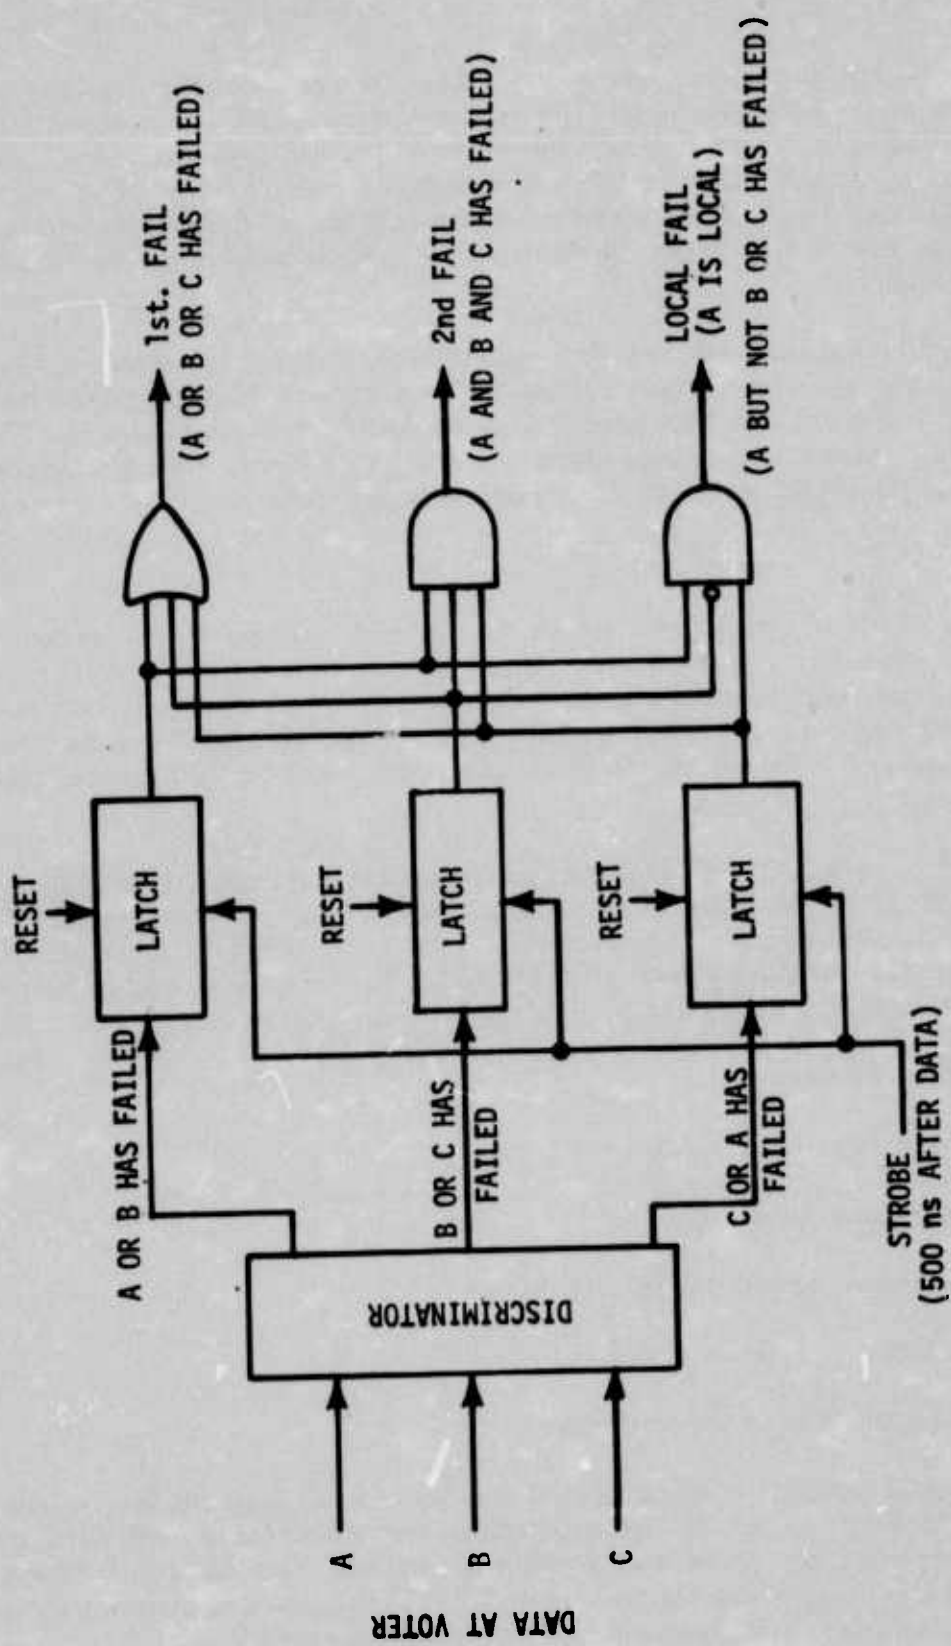 DATA AT VOTER
A
B
C
DISCRIMINATOR
A OR B HAS FAILED
B OR C HAS
FAILED
C OR A HAS
FAILED
STROBE
(500 ns AFTER DATA)
RESET
LATCH
RESET
LATCH
RESET
LATCH
1st. FAIL
(A OR B OR C HAS FAILED)
2nd FAIL
(A AND B AND C HAS FAILED)
LOCAL FAIL
(A IS LOCAL)
(A BUT NOT B OR C HAS FAILED)